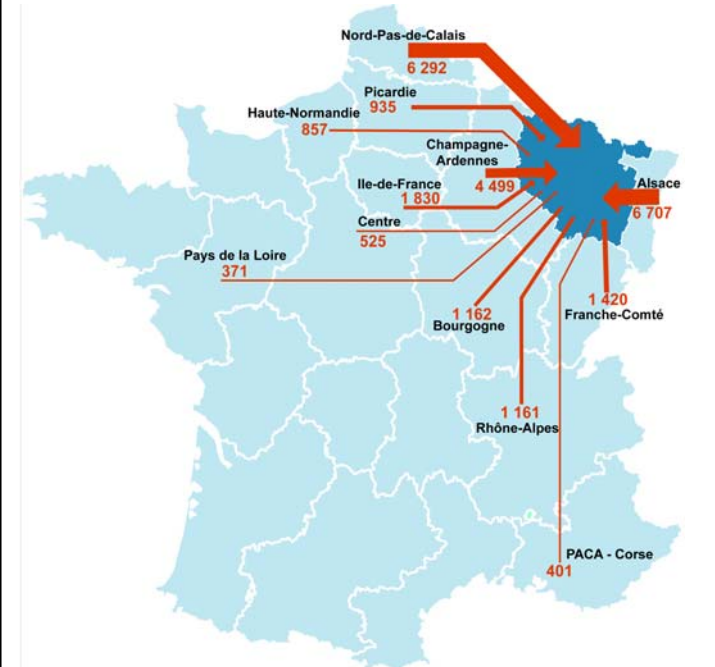 Nord-Pas-de-Calais
6 292
Picardie
935
Haute-Normandie
857
Champagne-
Ardennes
4 499
Ile-de-France
1 830
Alsace
6 707
Centre
525
Pays de la Loire
371
1 162
Bourgogne
1 420
Franche-Comté
1 161
Rhône-Alpes
PACA - Corse
401